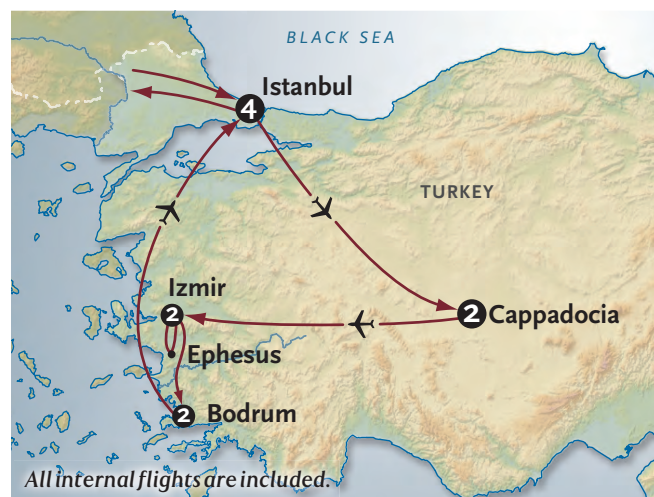 BLACK SEA
Istanbul
4
TURKEY
Izmir
2
2 Cappadocia
Ephesus
2 Bodrum
All internal flights are included.